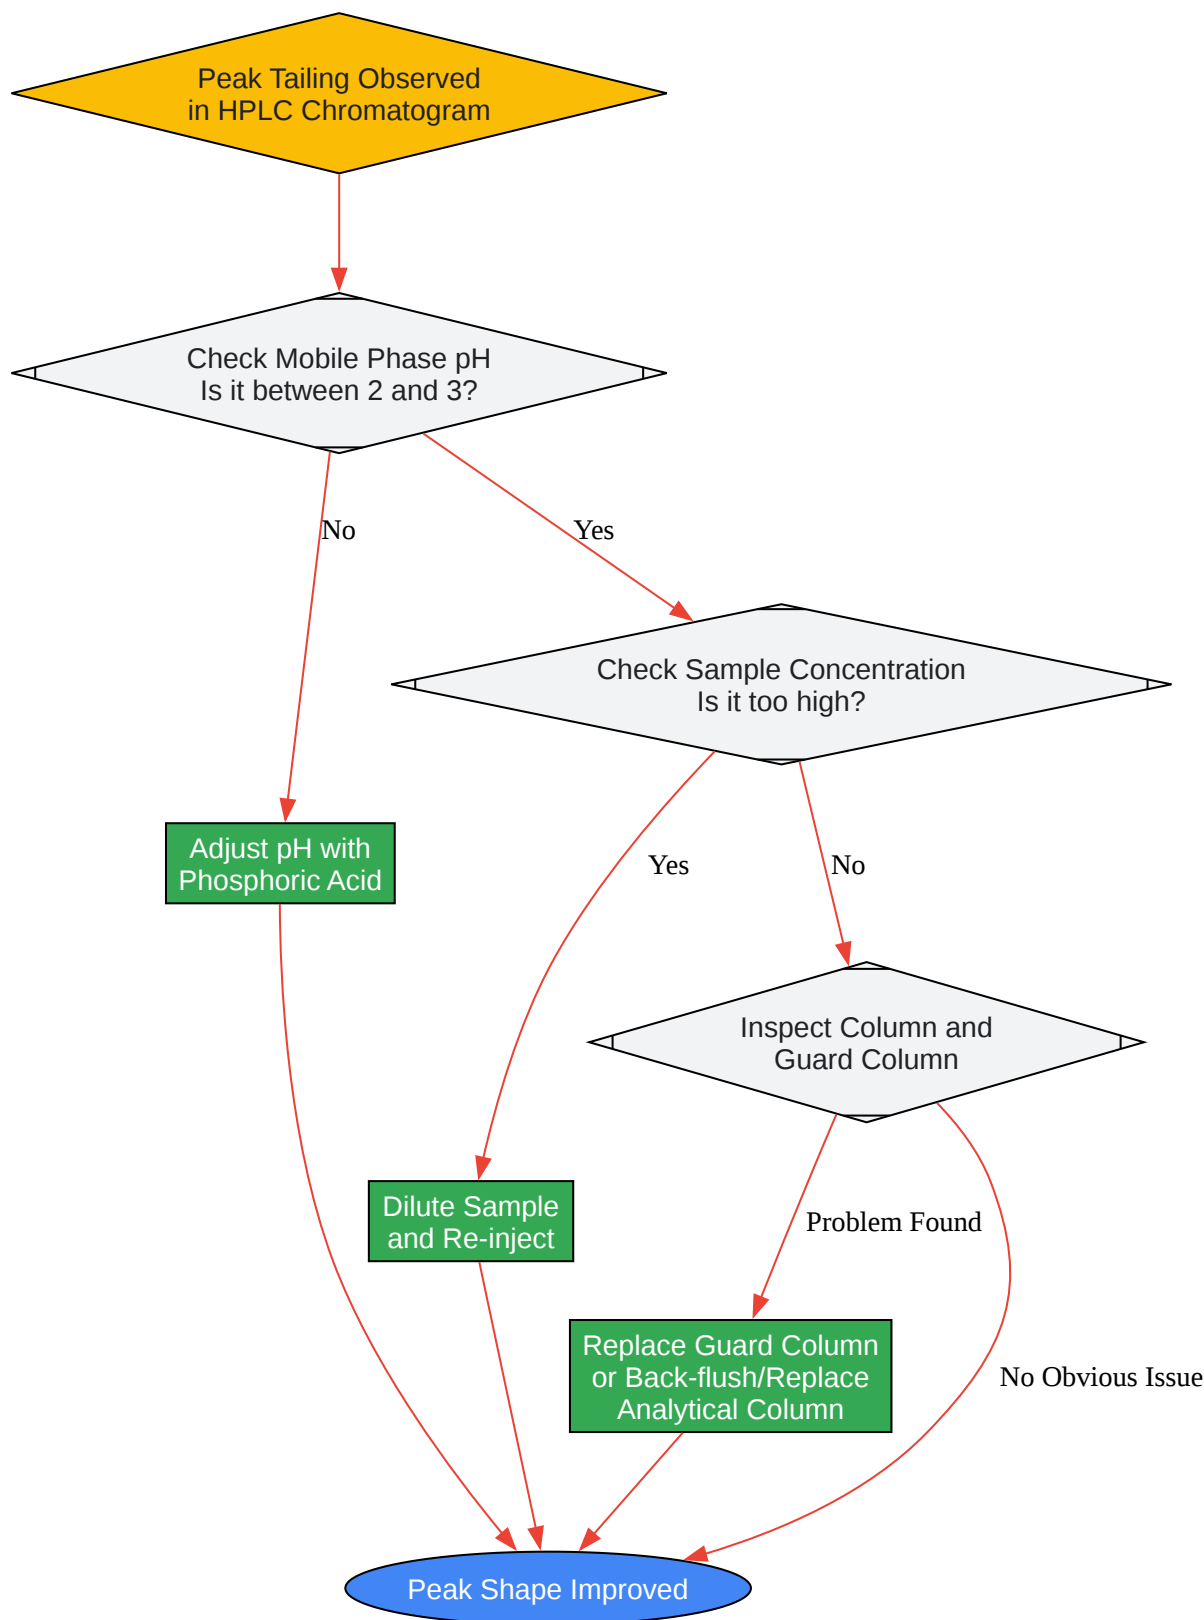 Peak Tailing Observed
in HPLC Chromatogram
Check Mobile Phase pH
Is it between 2 and 3?
No
Yes
Check Sample Concentration
Is it too high?
Adjust pH with
Phosphoric Acid
Yes
No
Inspect Column and
Guard Column
Dilute Sample
and Re-inject
Problem Found
Replace Guard Column
or Back-flush/Replace
Analytical Column
No Obvious Issue
Peak Shape Improved